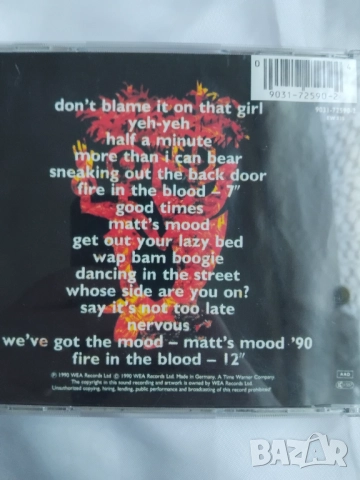 0
9031-72590-2
don't blame it on that girl
yeh-yeh
half a minute
more than i can bear
sneaking out the back door
fire in the blood – 7"
good times
matt's mood
get out your lazy bed
wap bam boogie
dancing in the street
whose side are you on?
say it's not too late
nervous
we've got the mood – matt's mood '90
fire in the blood – 12"
℗ 1990 WEA Records Ltd. © 1990 WEA Records Ltd. Made in Germany. A Time Warner Company
The copyright in this sound recording and artwork is owned by WEA Records Ltd.
Unauthorised copying, hiring, lending, public performance and broadcasting of this record prohibited
BAZAR